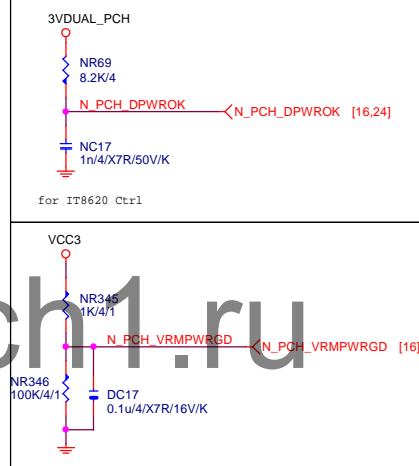 3VDUAL_PCH
NR69
8.2K/4
N_PCH_DPWROK
N_PCH_DPWROK [16,24]
NC17
1n/4/X7R/50V/K
for IT8620 Ctrl
VCC3
NR345
1K/4/1
ch1.ru
N_PCH_VRMPWRGD
N_PCH_VRMPWRGD [16]
NR346
100K/4/1
DC17
0.1u/4/X7R/16V/K